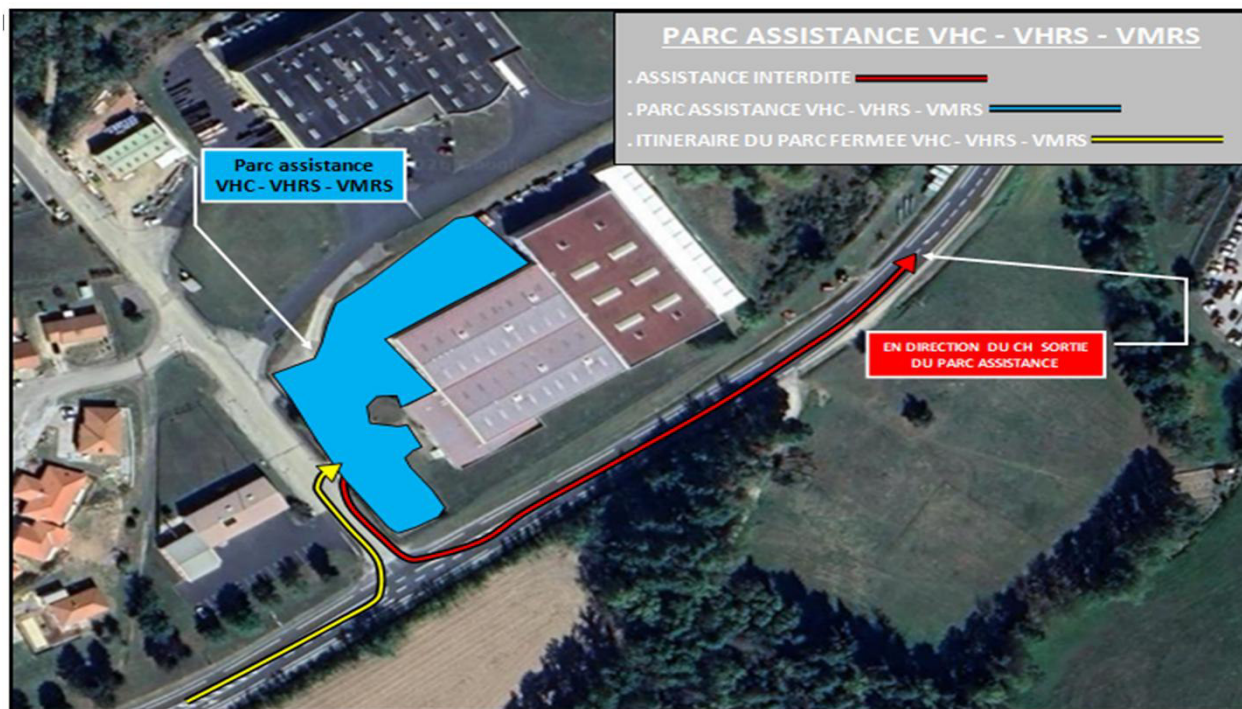 PARC ASSISTANCE VHC - VHRS - VMRS
. ASSISTANCE INTERDITE
. PARC ASSISTANCE VHC - VHRS - VMRS
. ITINERAIRE DU PARC FERMEE VHC - VHRS - VMRS
Parc assistance
VHC - VHRS - VMRS
EN DIRECTION DU CH SORTIE
DU PARC ASSISTANCE